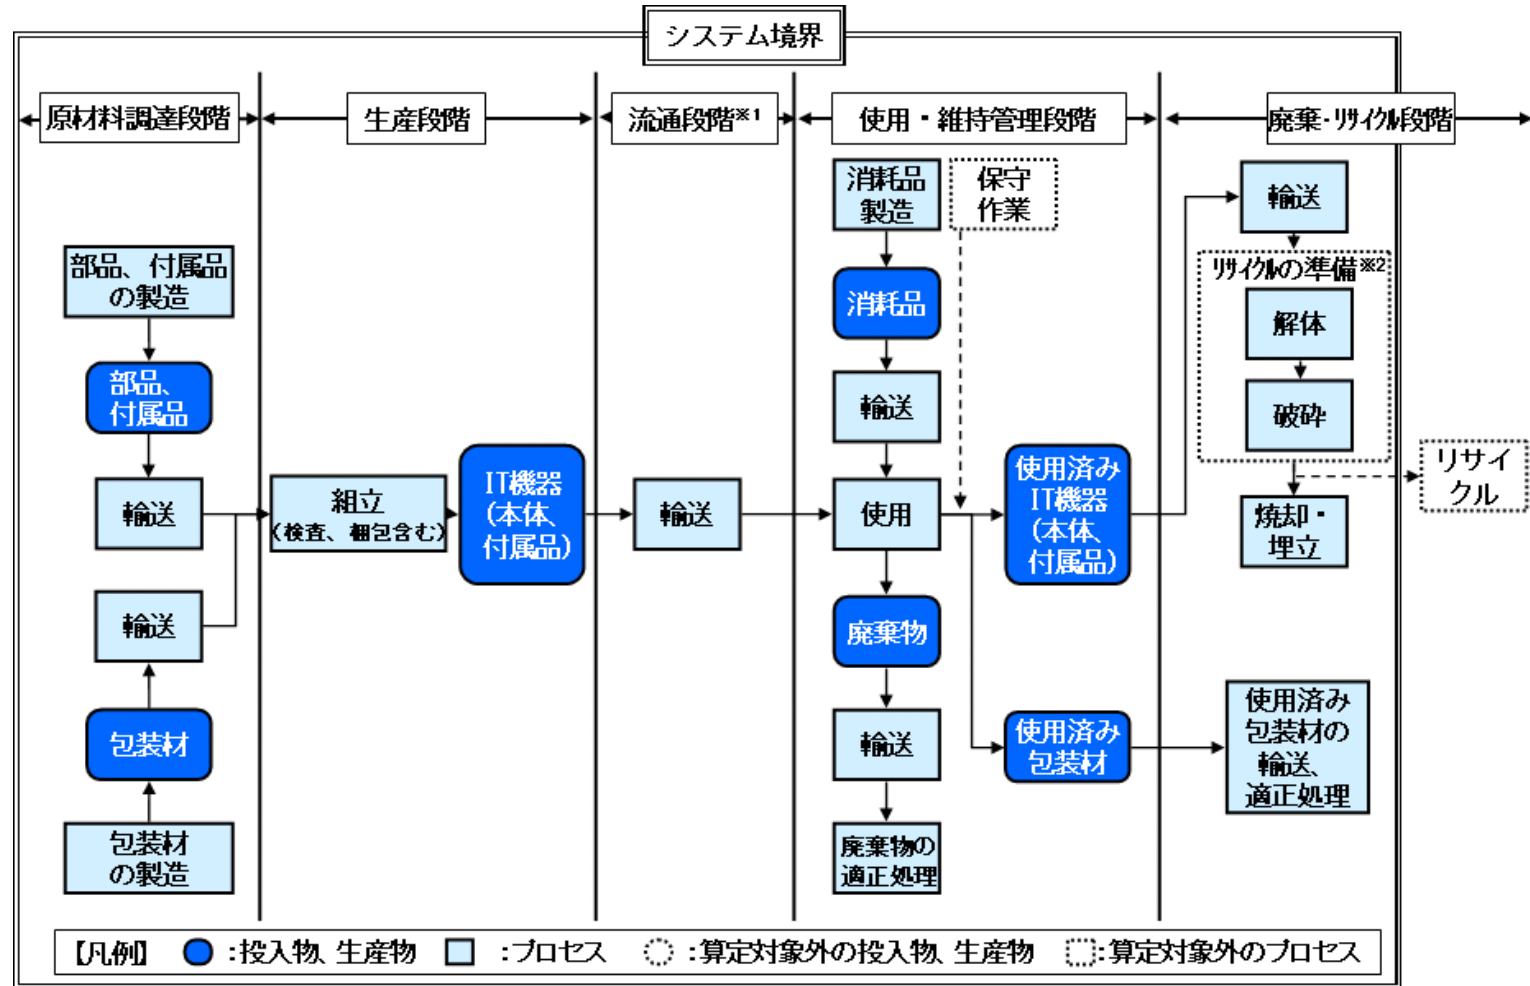 システム境界
原材料調達段階
生産段階
流通段階※1
使用・維持管理段階
廃棄・リサイクル段階
部品、付属品
の製造
部品、
付属品
輸送
輸送
包装材
包装材
の製造
組立
(検査、梱包含む)
IT機器
(本体、
付属品)
輸送
消耗品
製造
保守
作業
消耗品
輸送
使用
使用済み
IT機器
(本体、
付属品)
廃棄物
輸送
使用済み
包装材
廃棄物の
適正処理
輸送
リサイクルの準備※2
解体
破砕
リサイ
クル
焼却・
埋立
使用済み
包装材の
輸送、
適正処理
【凡例】 :投入物、生産物 :プロセス :算定対象外の投入物、生産物 :算定対象外のプロセス